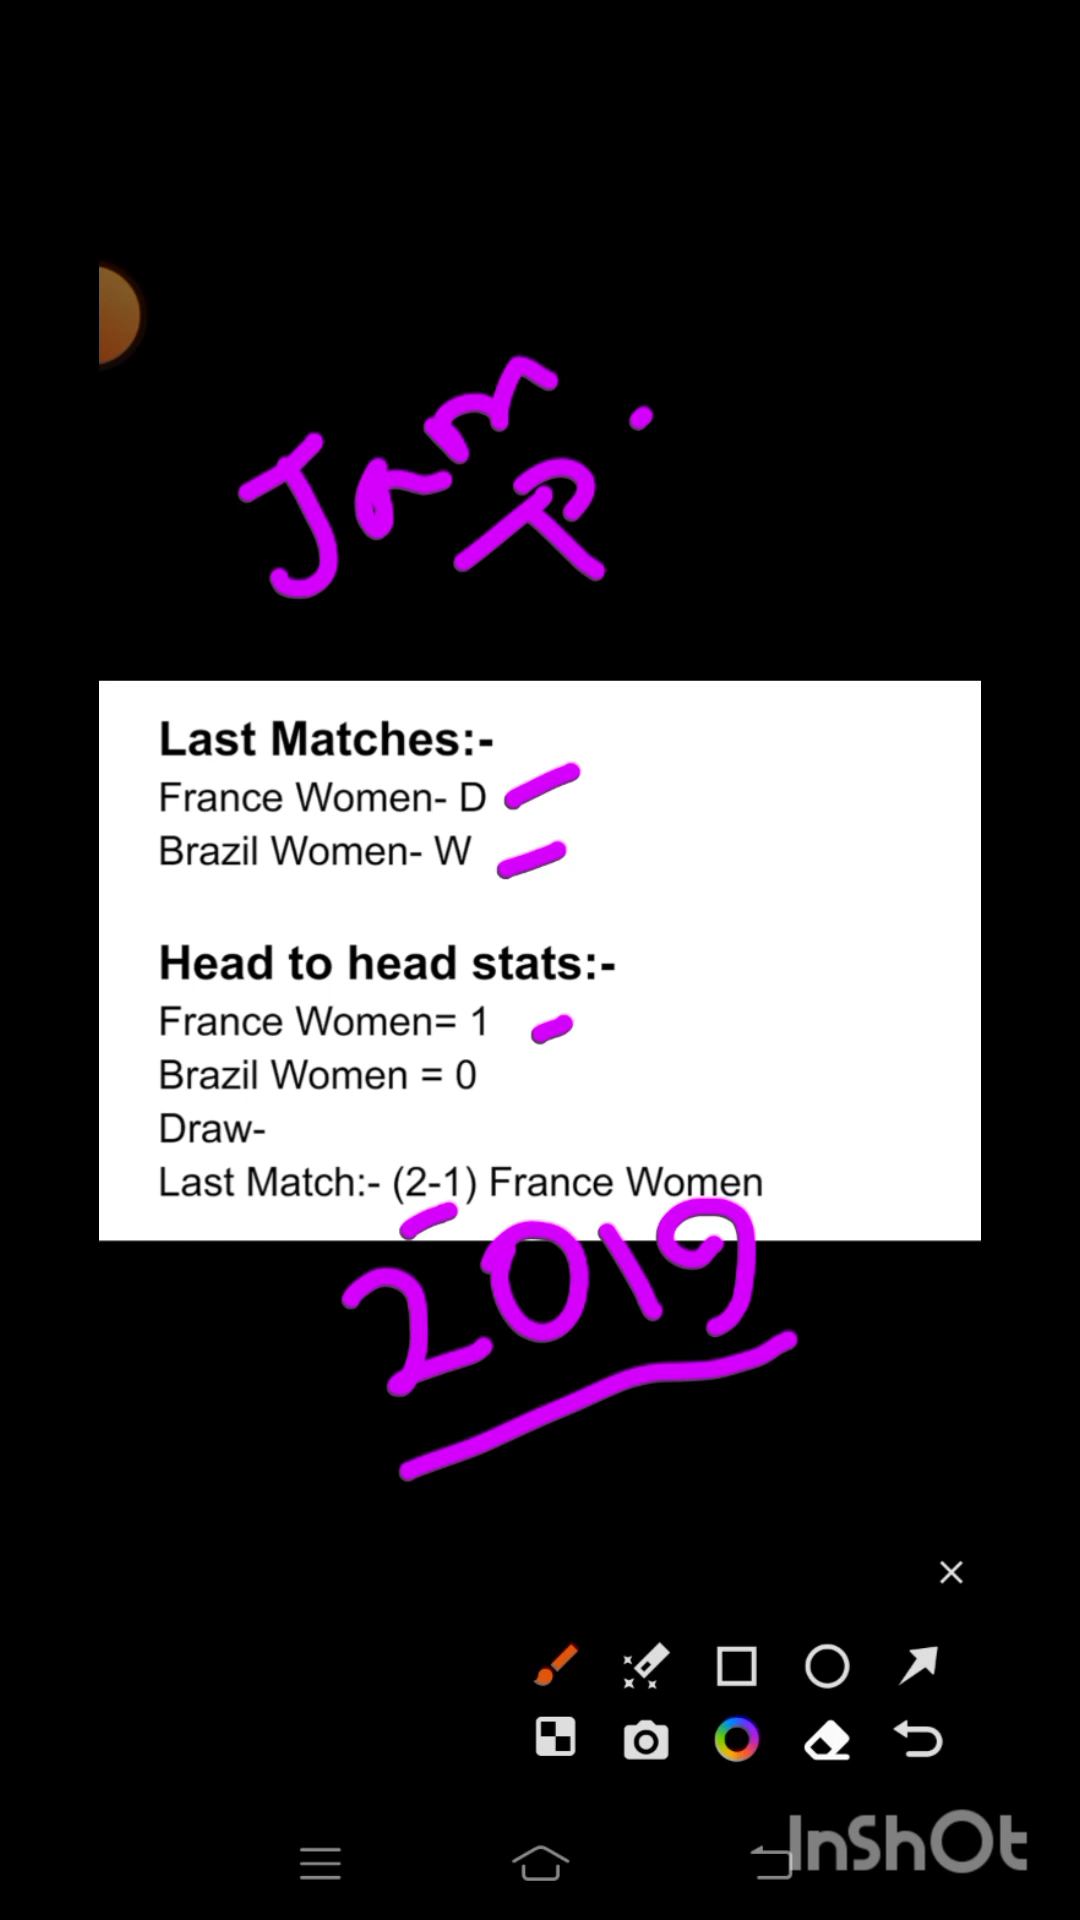 Jam
R
Last Matches:-
France Women- D
Brazil Women- W
Head to head stats:-
France Women= 1
Brazil Women = 0
Draw-
Last Match:- (2-1) France Women
2019
InShOt